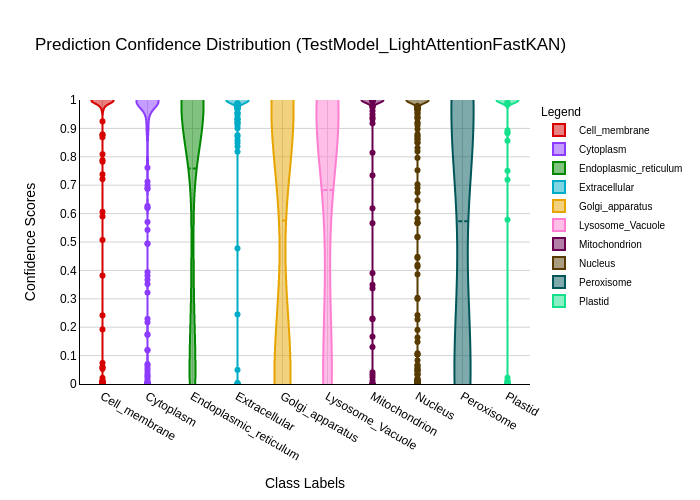 Prediction Confidence Distribution (TestModel_LightAttentionFastKAN)
1
0.9
0.8
0.7
0.6
0.5
0.4
0.3
0.2
0.1
0
Confidence Scores
Cell_membrane
Cytoplasm
Endoplasmic_reticulum
Extracellular
Golgi_apparatus
Lysosome_Vacuole
Mitochondrion
Nucleus
Peroxisome
Plastid
Class Labels
Legend
Cell_membrane
Cytoplasm
Endoplasmic_reticulum
Extracellular
Golgi_apparatus
Lysosome_Vacuole
Mitochondrion
Nucleus
Peroxisome
Plastid